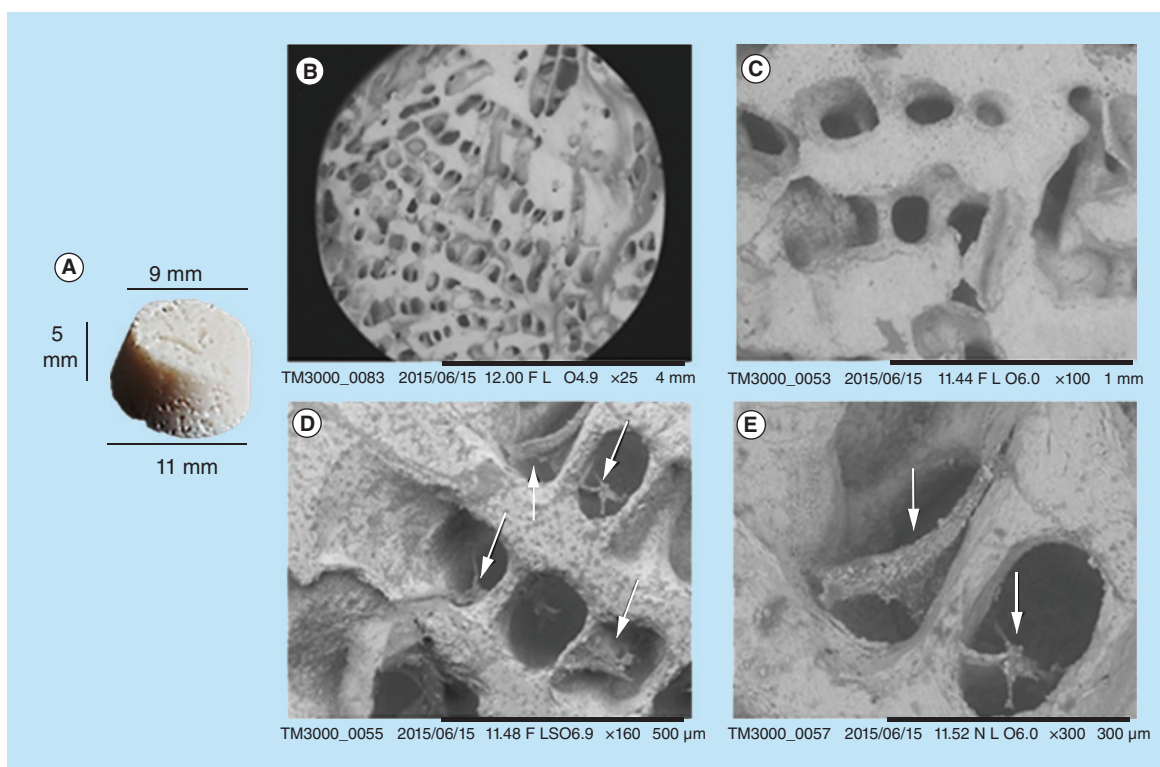 A
9 mm
5
mm
11 mm
B
TM3000_0083 2015/06/15 12.00 F L O4.9 ×25 4 mm
C
TM3000_0053 2015/06/15 11.44 F L O6.0 ×100 1 mm
D
TM3000_0055 2015/06/15 11.48 F LSO6.9 ×160 500 µm
E
TM3000_0057 2015/06/15 11.52 N L O6.0 ×300 300 µm